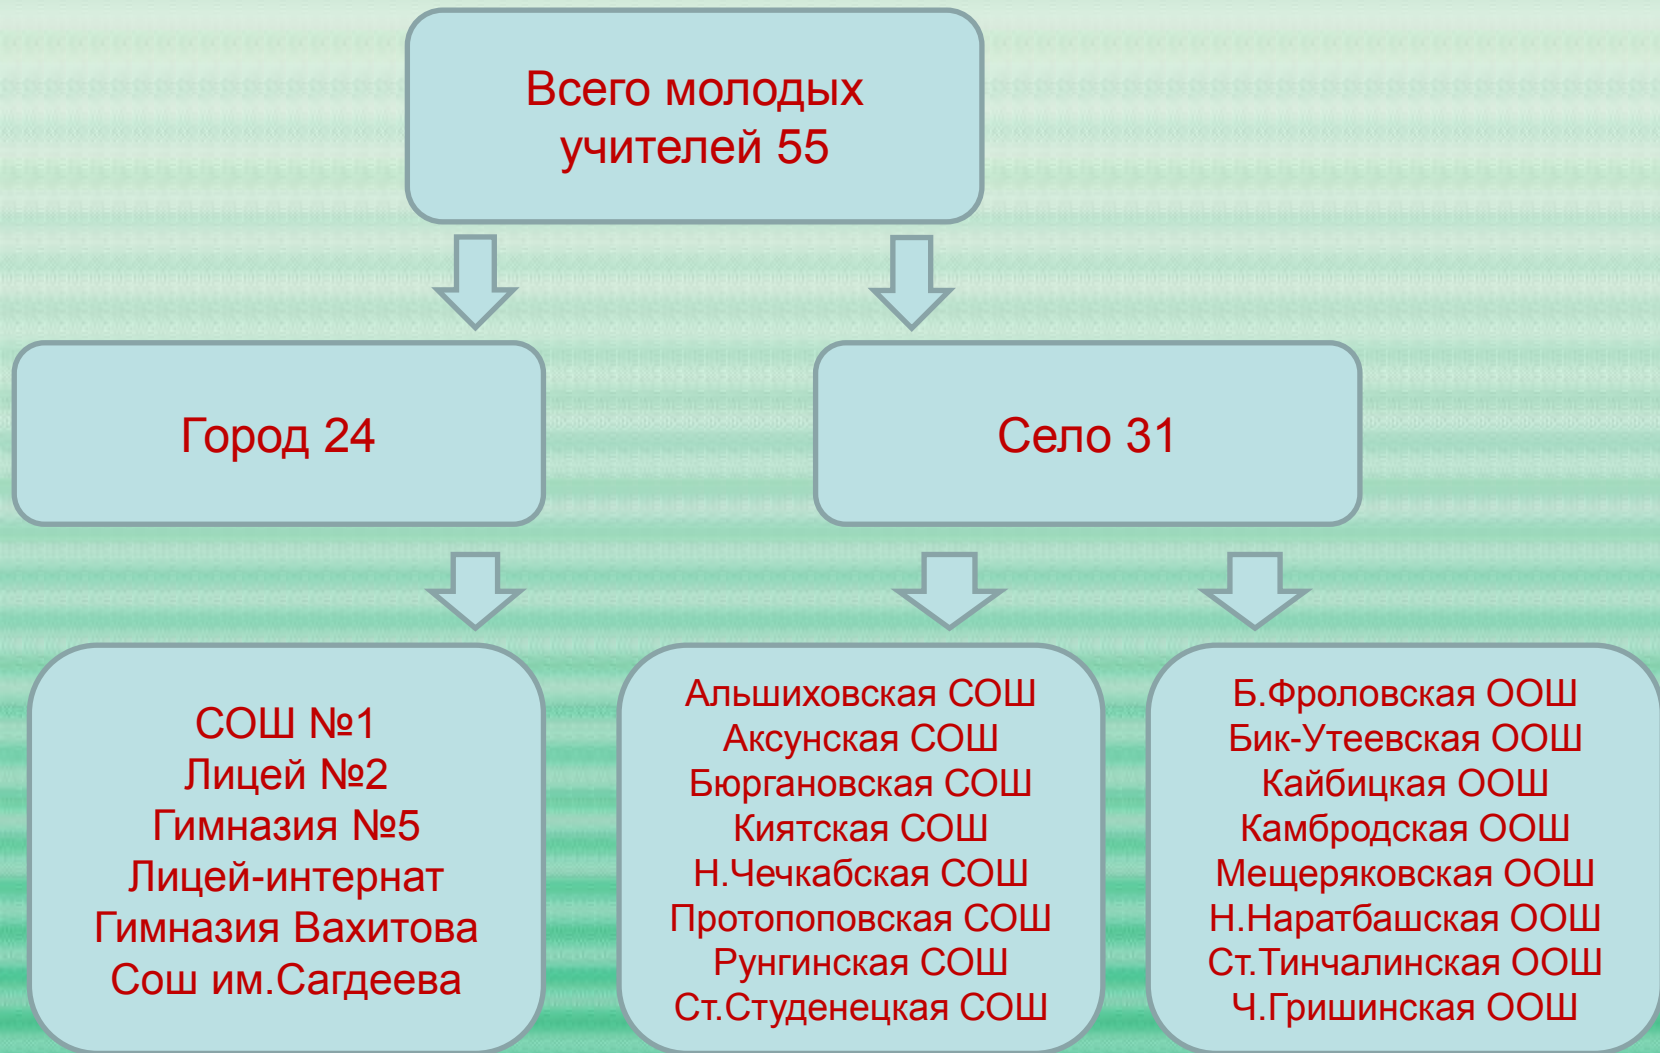 Всего молодых
учителей 55
Город 24
Село 31
СОШ №1
Лицей №2
Гимназия №5
Лицей-интернат
Гимназия Вахитова
Сош им.Сагдеева
Альшиховская СОШ
Аксунская СОШ
Бюргановская СОШ
Киятская СОШ
Н.Чечкабская СОШ
Протопоповская СОШ
Рунгинская СОШ
Ст.Студенецкая СОШ
Б.Фроловская ООШ
Бик-Утеевская ООШ
Кайбицкая ООШ
Камбродская ООШ
Мещеряковская ООШ
Н.Наратбашская ООШ
Ст.Тинчалинская ООШ
Ч.Гришинская ООШ